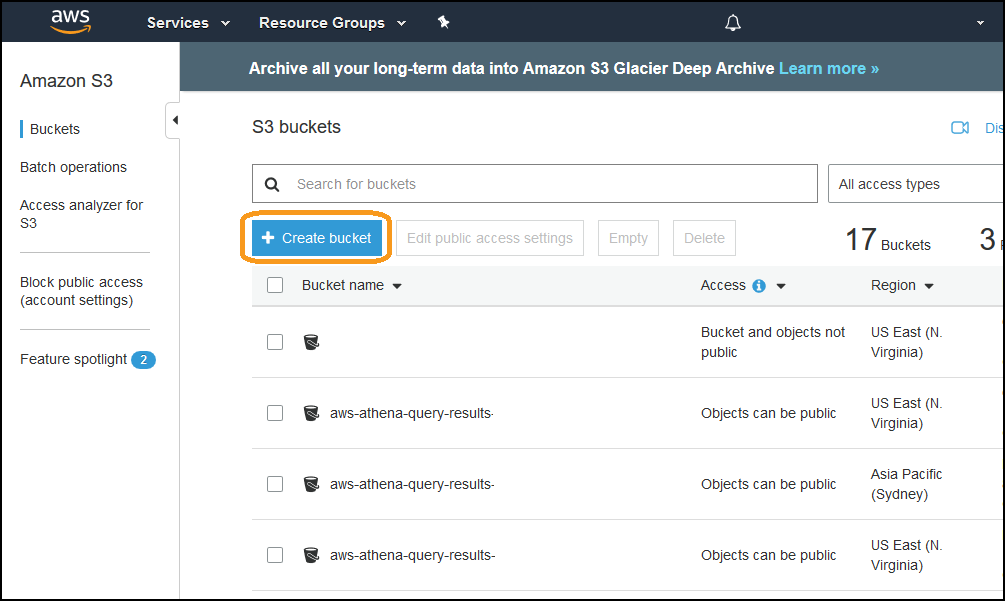 aws
Services
Resource Groups
Amazon S3
Buckets
Batch operations
Access analyzer for
S3
Block public access
(account settings)
Feature spotlight 2
Archive all your long-term data into Amazon S3 Glacier Deep Archive Learn more »
S3 buckets
Search for buckets
All access types
+ Create bucket
Edit public access settings
Empty
Delete
17 Buckets
3
Bucket name
Access
Region
Bucket and objects not
public
US East (N.
Virginia)
aws-athena-query-results-
Objects can be public
US East (N.
Virginia)
aws-athena-query-results-
Objects can be public
Asia Pacific
(Sydney)
aws-athena-query-results-
Objects can be public
US East (N.
Virginia)